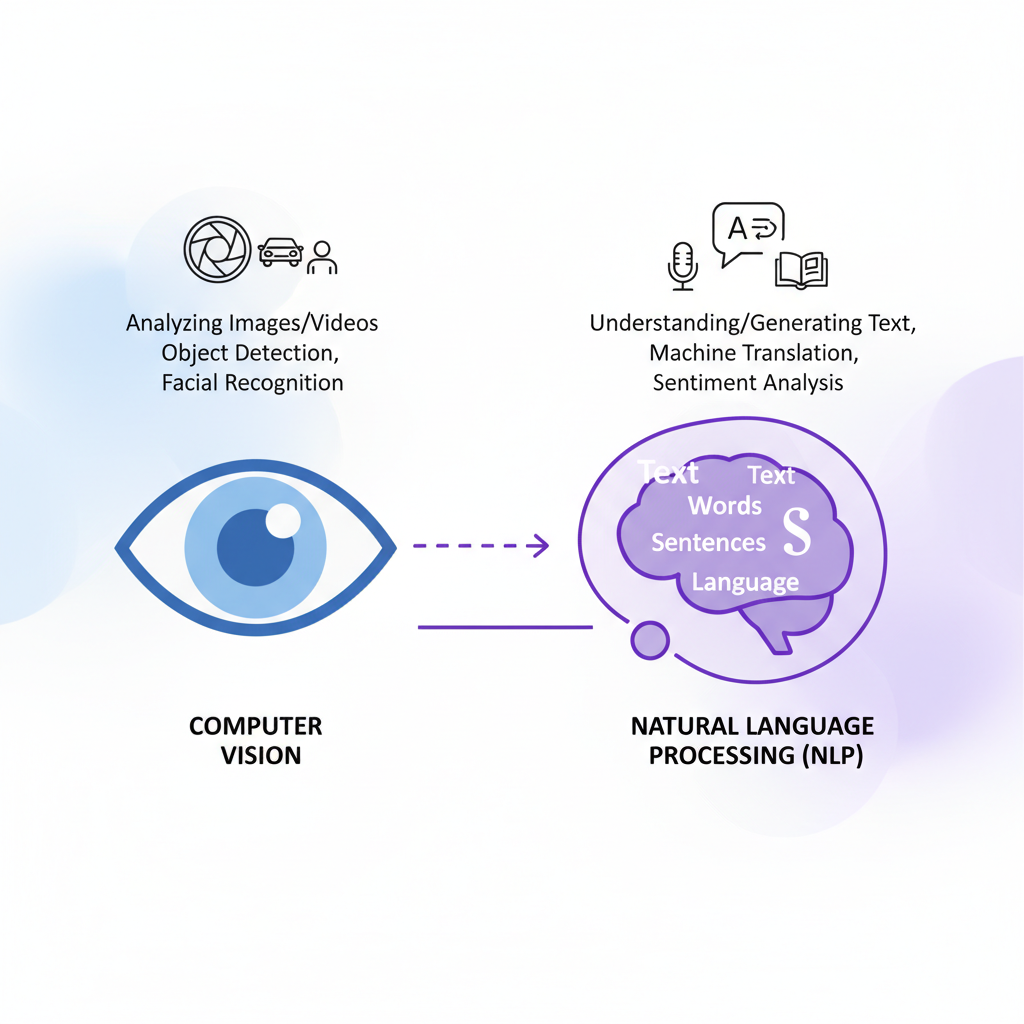 A
Analyzing Images/Videos
Object Detection,
Facial Recognition
Understanding/Generating Text,
Machine Translation,
Sentiment Analysis
Text
Text
Words
S
Sentences
Language
COMPUTER
VISION
NATURAL LANGUAGE
PROCESSING (NLP)